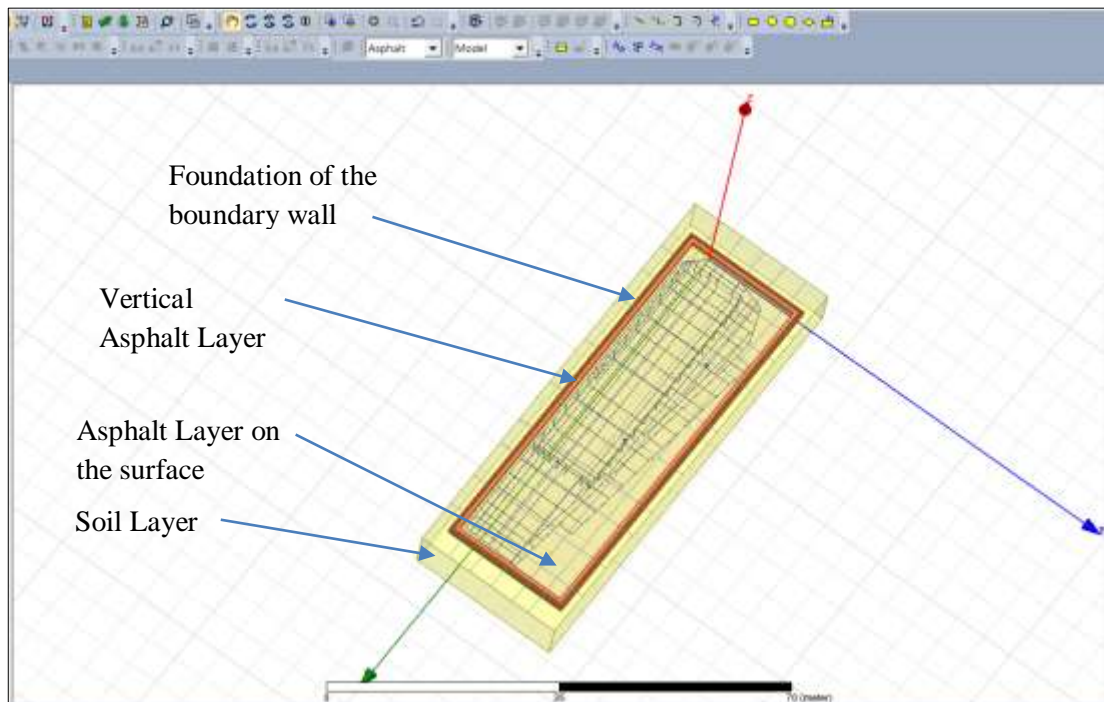 Asphalt
Model
Foundation of the
boundary wall
Vertical
Asphalt Layer
Asphalt Layer on
the surface
Soil Layer
70 (meter)